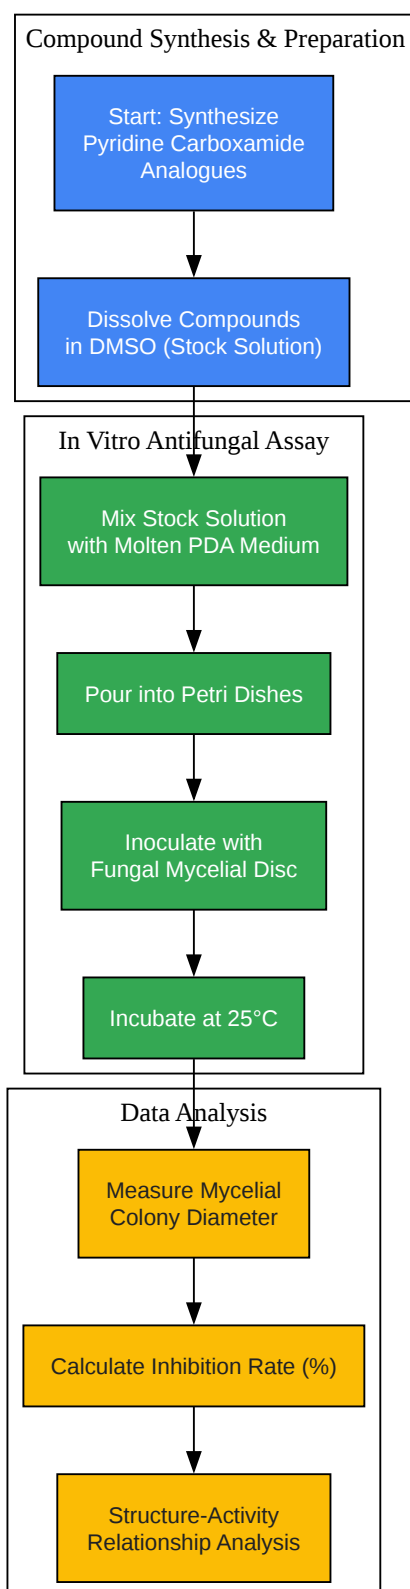 Compound Synthesis & Preparation
Start: Synthesize
Pyridine Carboxamide
Analogues
Dissolve Compounds
in DMSO (Stock Solution)
In Vitro Antifungal Assay
Mix Stock Solution
with Molten PDA Medium
Pour into Petri Dishes
Inoculate with
Fungal Mycelial Disc
Incubate at 25°C
Data Analysis
Measure Mycelial
Colony Diameter
Calculate Inhibition Rate (%)
Structure-Activity
Relationship Analysis